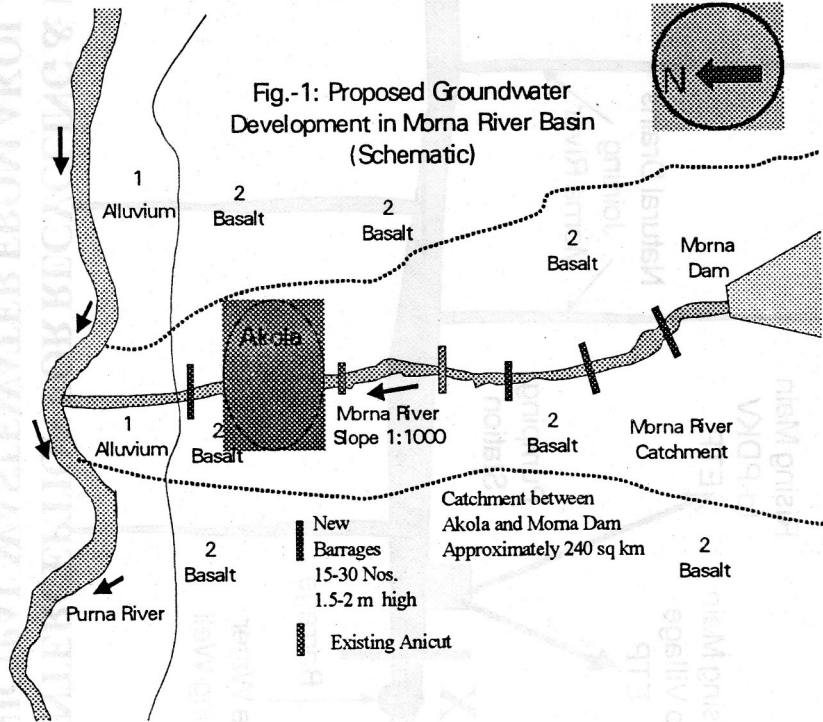 Fig.-1: Proposed Groundwater
Development in Morna River Basin
(Schematic)
N
1
Alluvium
2
Basalt
2
Basalt
2
Basalt
Morna
Dam
Akola
Morna River
Slope 1:1000
1
Alluvium
2
Basalt
2
Basalt
Morna River
Catchment
New
Barrages
15-30 Nos.
1.5-2 m high
Existing Anicut
Catchment between
Akola and Morna Dam
Approximately 240 sq km
2
Basalt
2
Basalt
Purna River